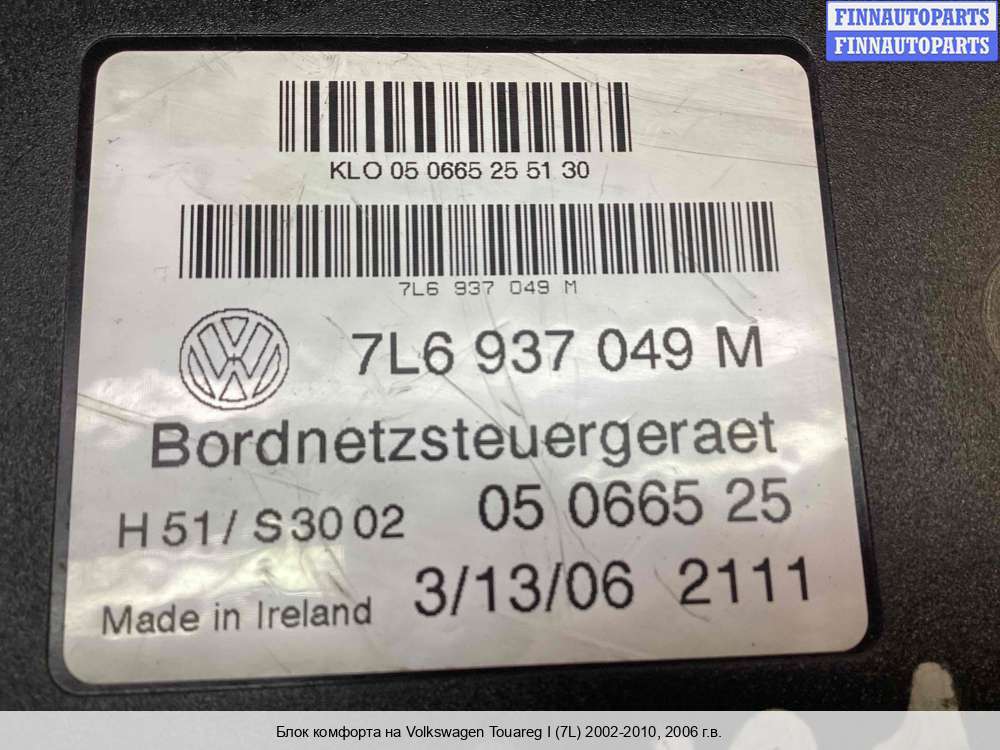 FINNAUTOPARTS
FINNAUTOPARTS
KLO 05 0665 25 51 30
7L6 937 049 M
7L6 937 049 M
Bordnetzsteuergeraet
H 51/ S 30 02 05 0665 25
Made in Ireland 3/13/06 2111
Блок комфорта на Volkswagen Touareg I (7L) 2002-2010, 2006 г.в.